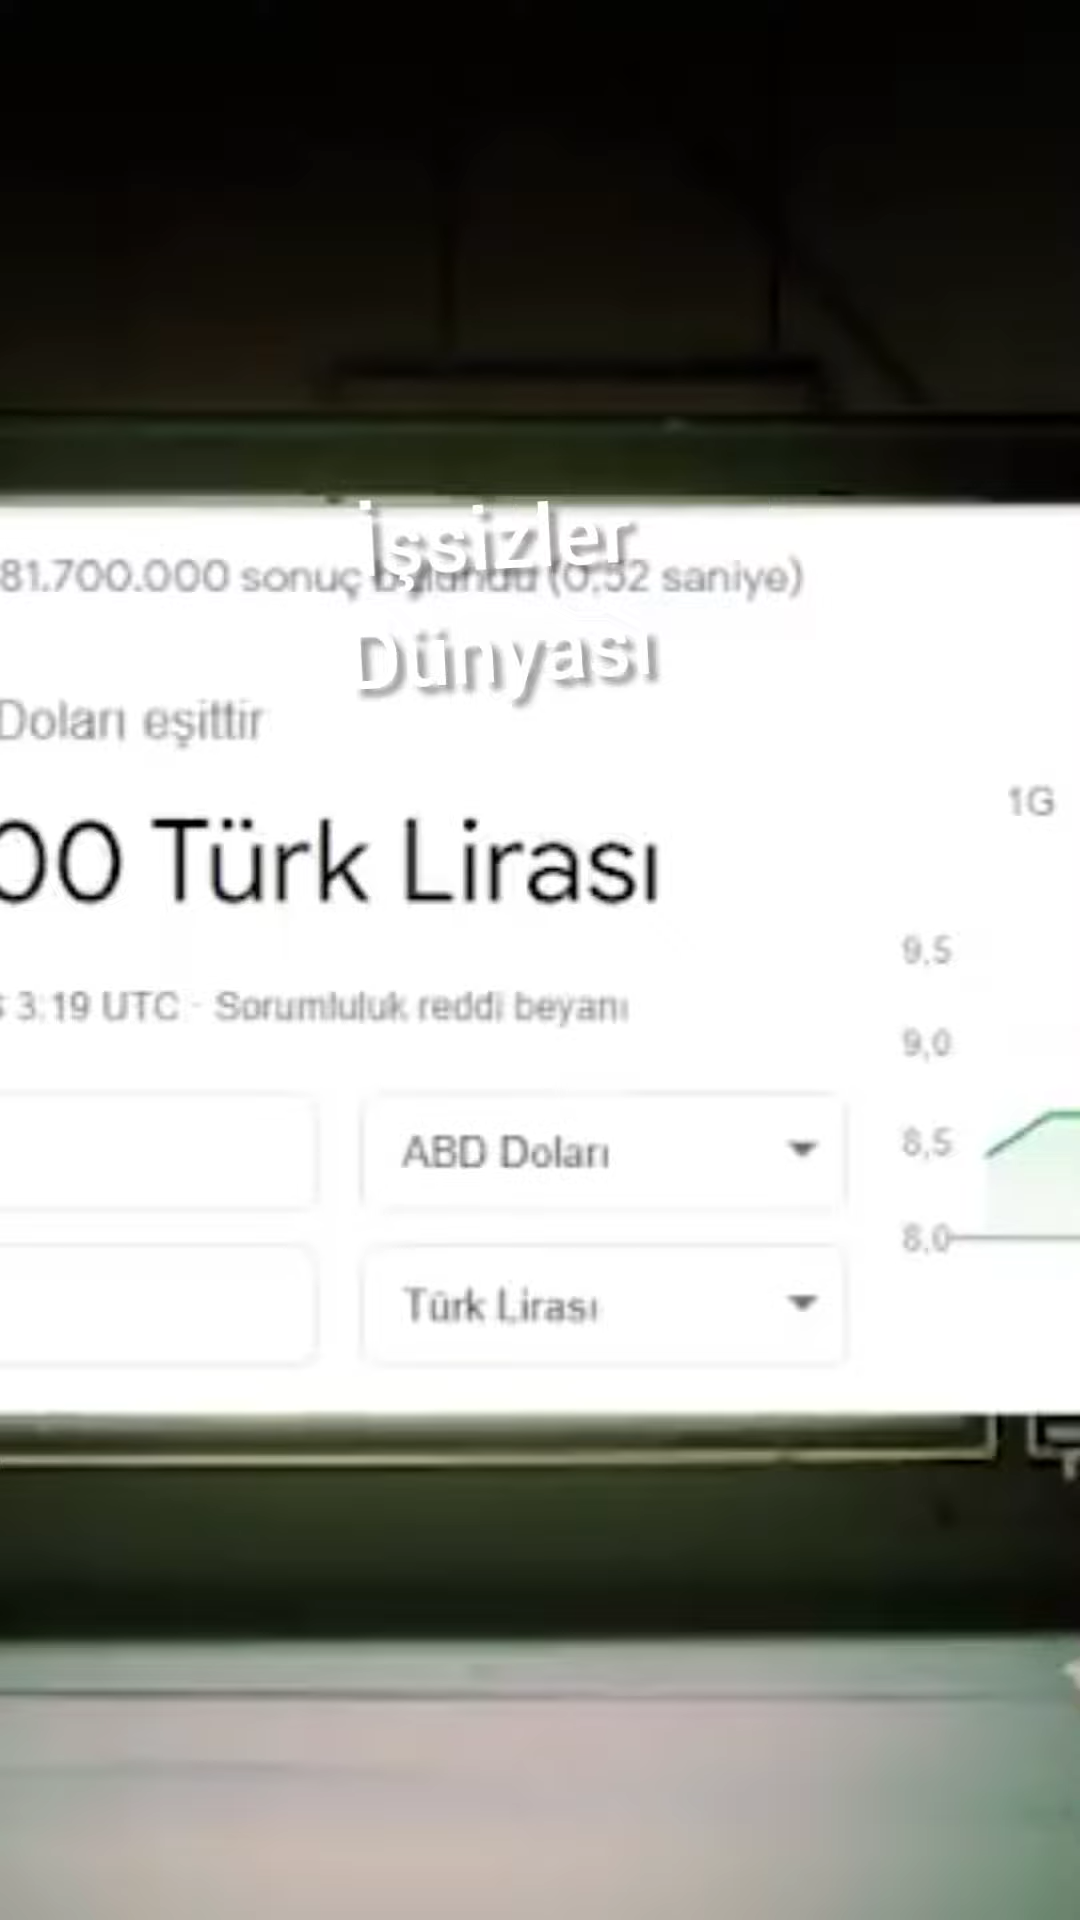 İşsizler
Dünyası
81.700.000 sonuç bulundu (0,52 saniye)
Doları eşittir
00 Türk Lirası
3:19 UTC · Sorumluluk reddi beyanı
ABD Doları
Türk Lirası
1G
9,5
9,0
8,5
8,0